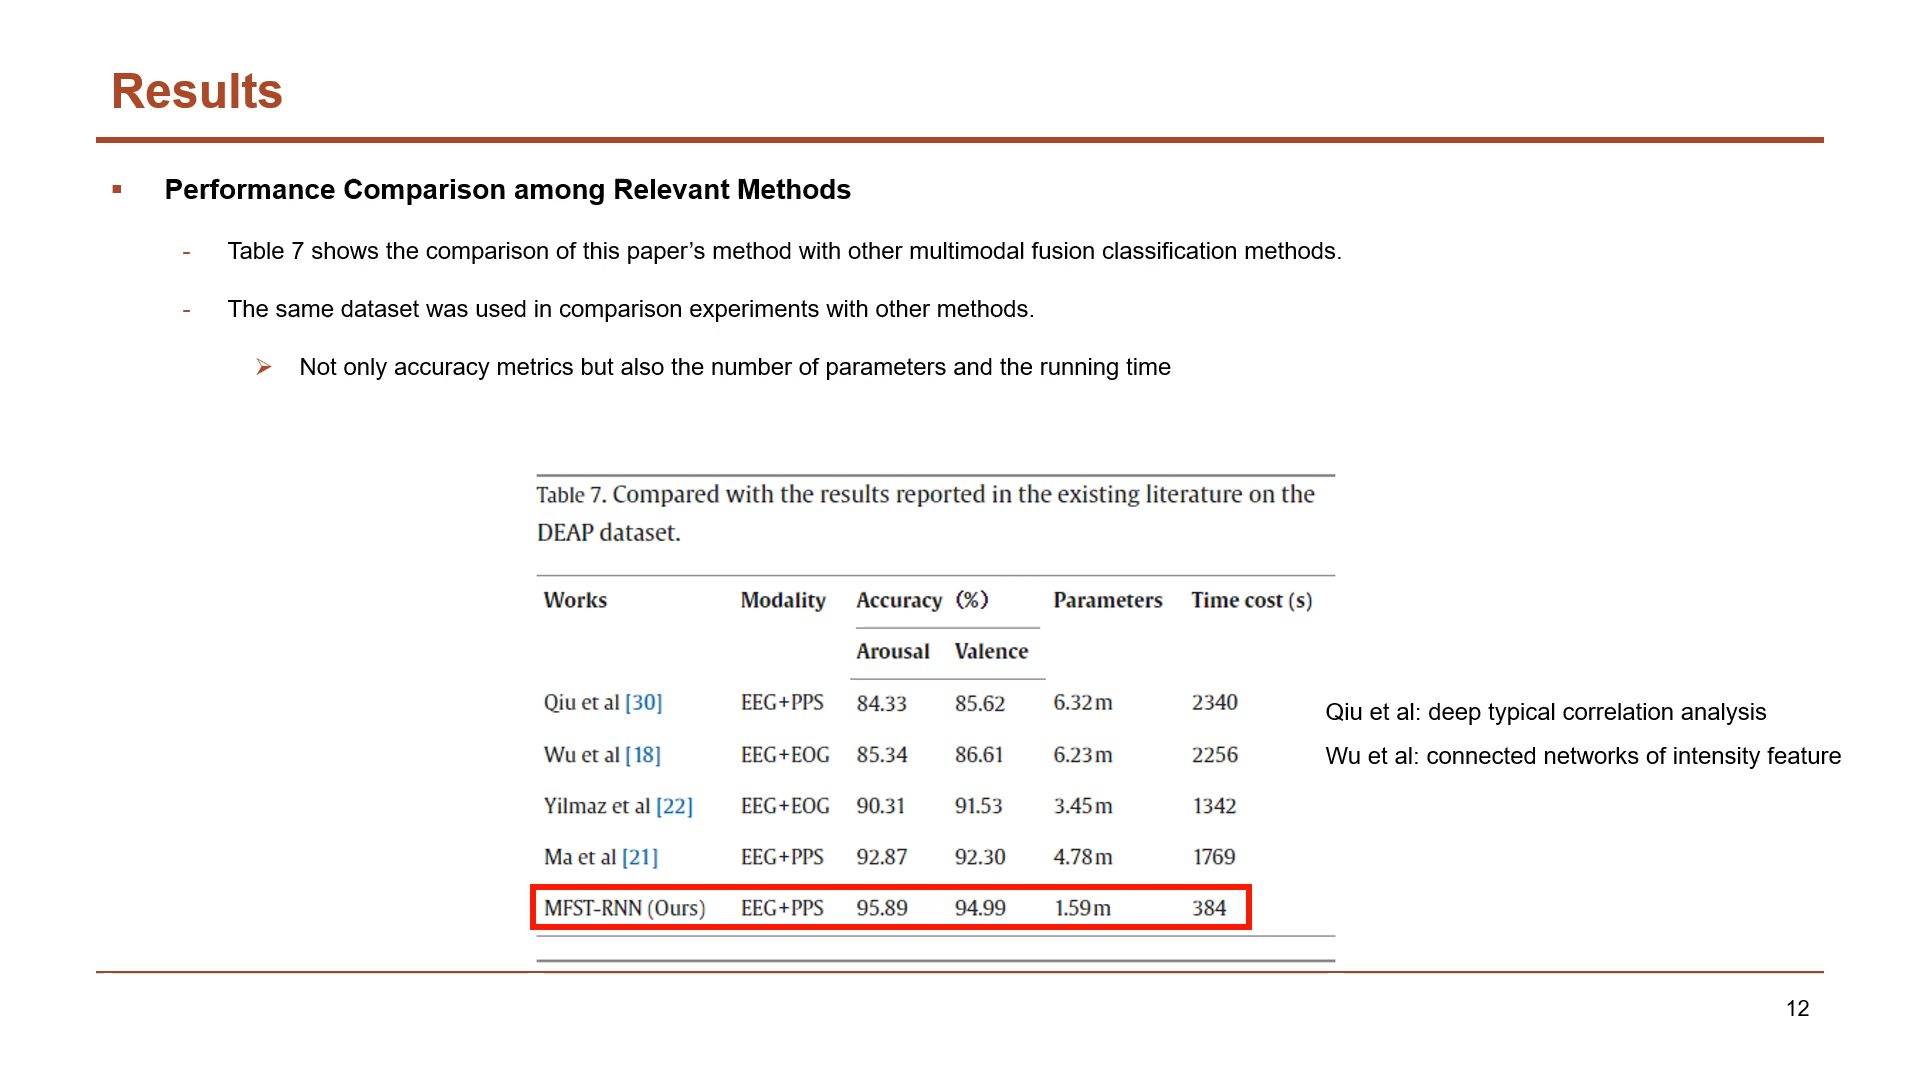 Results
▪ Performance Comparison among Relevant Methods
- Table 7 shows the comparison of this paper’s method with other multimodal fusion classification methods.
- The same dataset was used in comparison experiments with other methods.
➢ Not only accuracy metrics but also the number of parameters and the running time
Table 7. Compared with the results reported in the existing literature on the
DEAP dataset.
Works Modality Accuracy (%) Parameters Time cost (s)
Arousal Valence
Qiu et al [30] EEG+PPS 84.33 85.62 6.32m 2340
Wu et al [18] EEG+EOG 85.34 86.61 6.23m 2256
Yilmaz et al [22] EEG+EOG 90.31 91.53 3.45m 1342
Ma et al [21] EEG+PPS 92.87 92.30 4.78m 1769
MFST-RNN (Ours) EEG+PPS 95.89 94.99 1.59m 384
Qiu et al: deep typical correlation analysis
Wu et al: connected networks of intensity feature
12